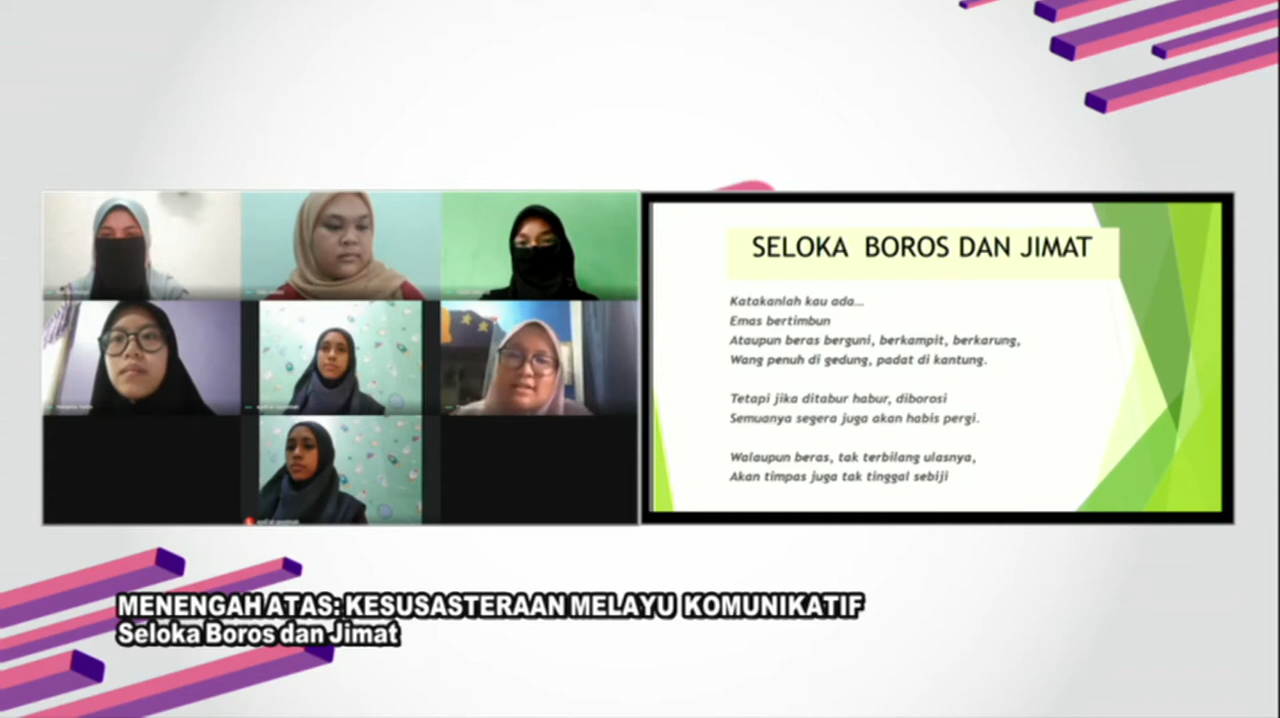 SELOKA BOROS DAN JIMAT
Katakanlah kau ada...
Emas bertimbun
Ataupun beras berguni, berkampit, berkarung,
Wang penuh di gedung, padat di kantung.
Tetapi jika ditabur habur, diborosi
Semuanya segera juga akan habis pergi.
Walaupun beras, tak terbilang ulasnya,
Akan timpas juga tak tinggal sebiji
MENENGAH ATAS: KESUSASTERAAN MELAYU KOMUNIKATIF
Seloka Boros dan Jimat